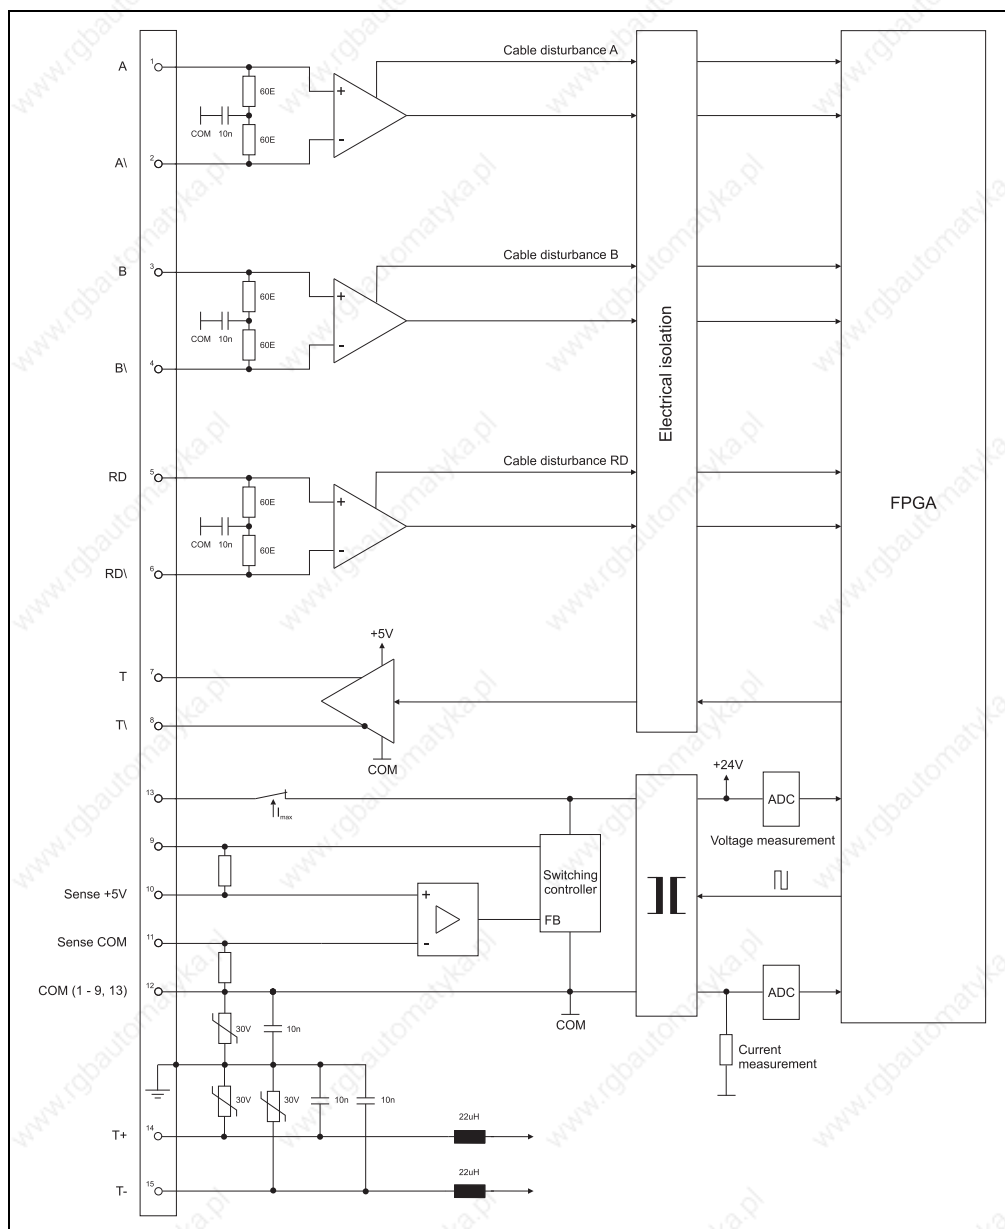 Cable disturbance A
A 1
60E
COM 10n
60E
+
-
A\ 2
Cable disturbance B
B 3
60E
COM 10n
60E
+
-
B\ 4
Electrical isolation
FPGA
Cable disturbance RD
RD 5
60E
COM 10n
60E
+
-
RD\ 6
+5V
T 7
T\ 8
COM
13
Imax
+24V
ADC
Voltage measurement
9
Switching
controller
FB
Sense +5V 10
+
Sense COM 11
-
COM (1 - 9, 13) 12
COM
ADC
Current
measurement
30V
10n
30V
30V
10n
10n
T+ 14
22uH
T- 15
22uH
www.rgbautomatyka.pl